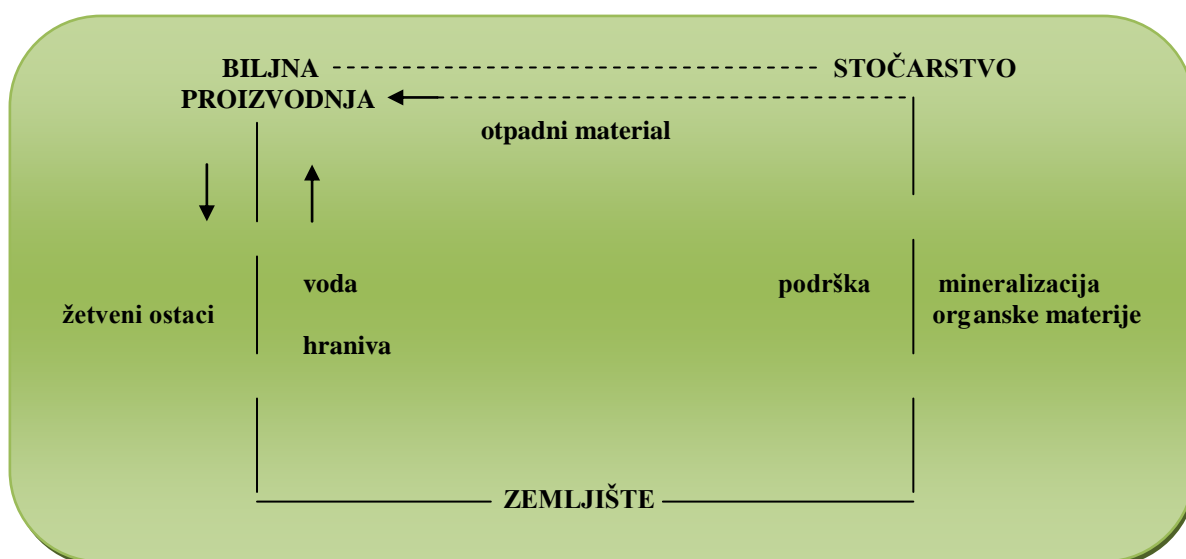 BILJNA
PROIZVODNJA
STOČARSTVO
otpadni material
žetveni ostaci
voda
hraniva
podrška
mineralizacija
organske materije
ZEMLJIŠTE